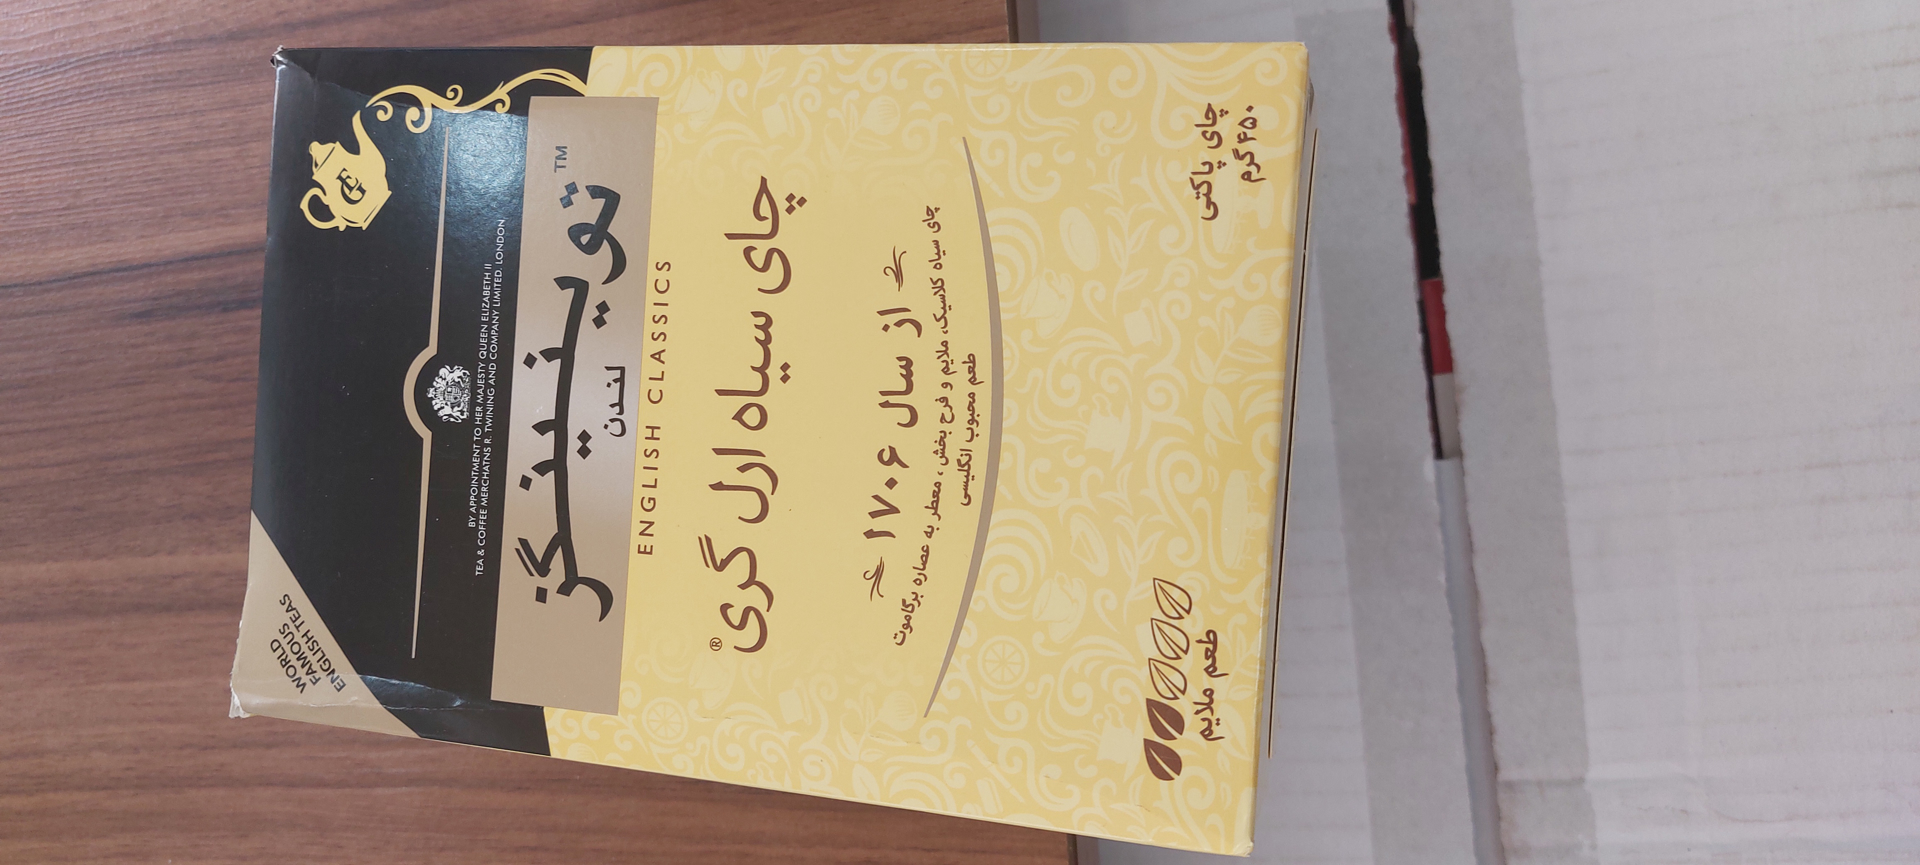 WORLD
FAMOUS
ENGLISH TEAS
EG
BY APPOINTMENT TO HER MAJESTY QUEEN ELIZABETH II
TEA & COFFEE MERCHATNS R. TWINING AND COMPANY LIMITED. LONDON
توینینگز™
لندن
ENGLISH CLASSICS
چای سیاه ارل گری®
از سال ۱۷۰۶
چای سیاه کلاسیک، ملایم و فرح بخش، معطر به عصاره برگاموت
طعم محبوب انگلیسی
طعم ملایم
چای پاکتی
۴۵۰ گرم